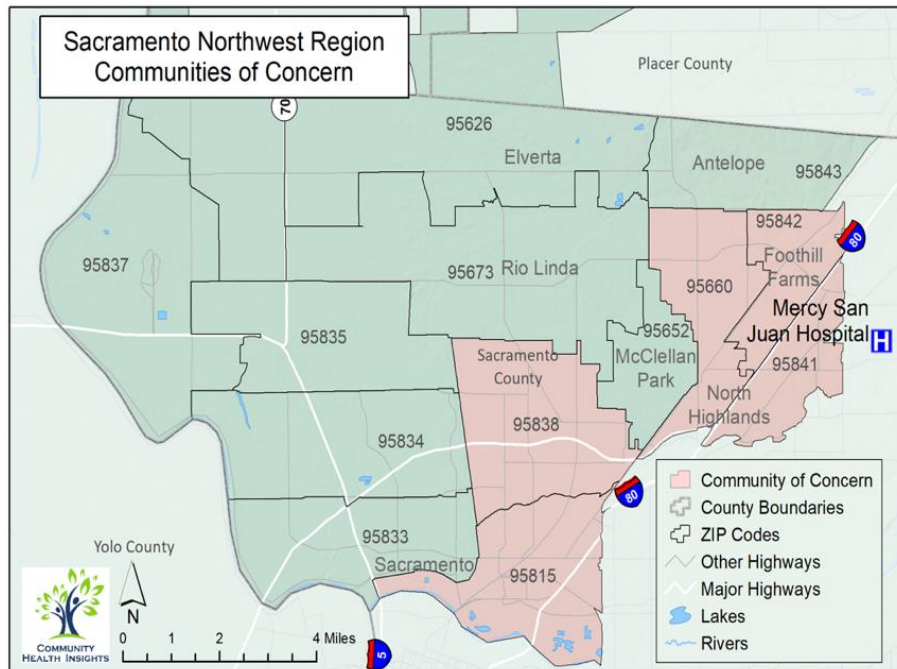 Sacramento Northwest Region
Communities of Concern
Placer County
70
95626
Elverta
Antelope
95843
95842
80
95837
Foothill
Farms
95673
Rio Linda
95660
Mercy San
Juan Hospital
H
95652
95835
McClellan
Park
Sacramento
County
95841
North
Highlands
95838
95834
80
95833
Sacramento
95815
Yolo County
Community of Concern
County Boundaries
ZIP Codes
Other Highways
Major Highways
Lakes
Rivers
COMMUNITY
HEALTH INSIGHTS
N
0 1 2 4 Miles
5